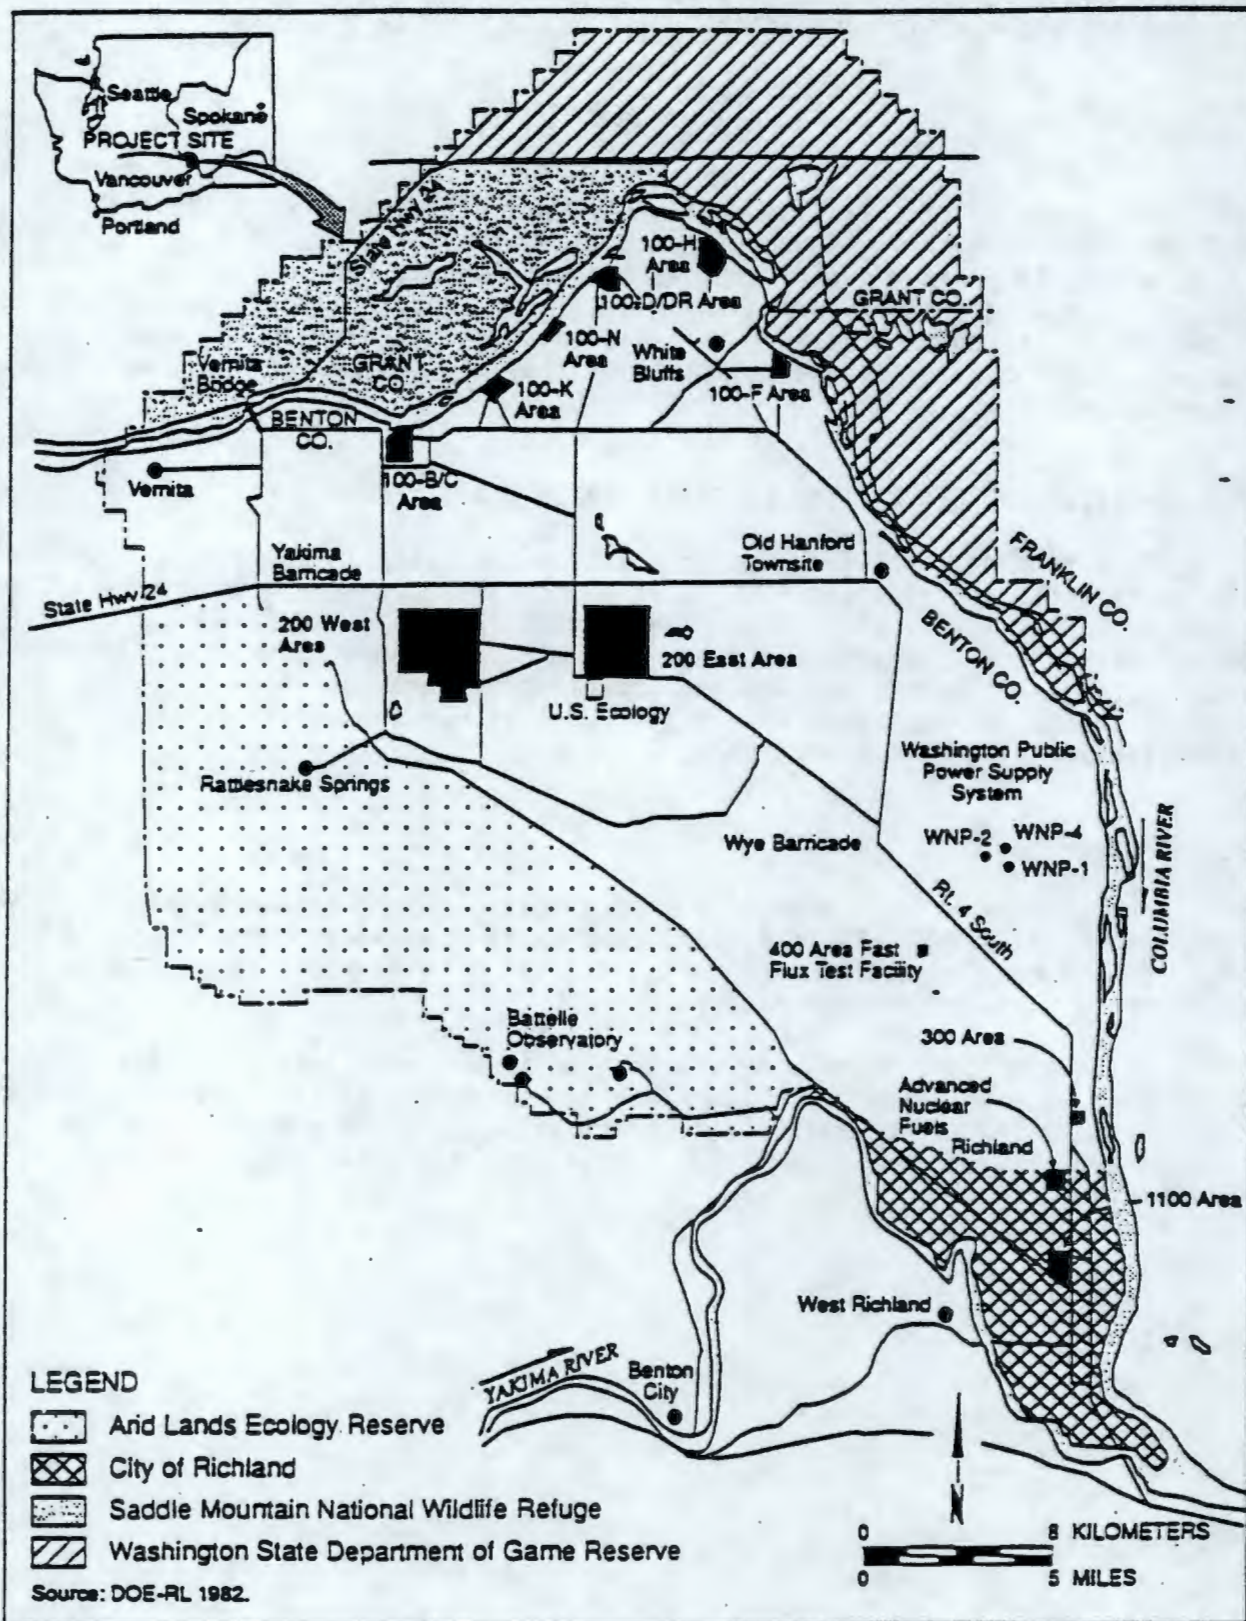 Seattle
Spokane
PROJECT SITE
Vancouver
Portland
State Hwy 24
100-H
Area
100-D/DR Area
GRANT CO.
100-N
Area
White
Bluffs
Vernita
Bridge
GRANT
CO.
100-K
Area
100-F Area
BENTON
CO.
Vernita
100-B/C
Area
Yakima
Barricade
Old Hanford
Townsite
FRANKLIN CO.
State Hwy 24
BENTON CO.
200 West
Area
200 East Area
U.S. Ecology
Rattlesnake Springs
Washington Public
Power Supply
System
Wye Barricade
WNP-2
WNP-4
WNP-1
COLUMBIA RIVER
Rt. 4 South
400 Area Fast
Flux Test Facility
Battelle
Observatory
300 Area
Advanced
Nuclear
Fuels
Richland
1100 Area
West Richland
YAKIMA RIVER
Benton
City
LEGEND
Arid Lands Ecology Reserve
City of Richland
Saddle Mountain National Wildlife Refuge
Washington State Department of Game Reserve
Source: DOE-RL 1982.
N
0 8 KILOMETERS
0 5 MILES